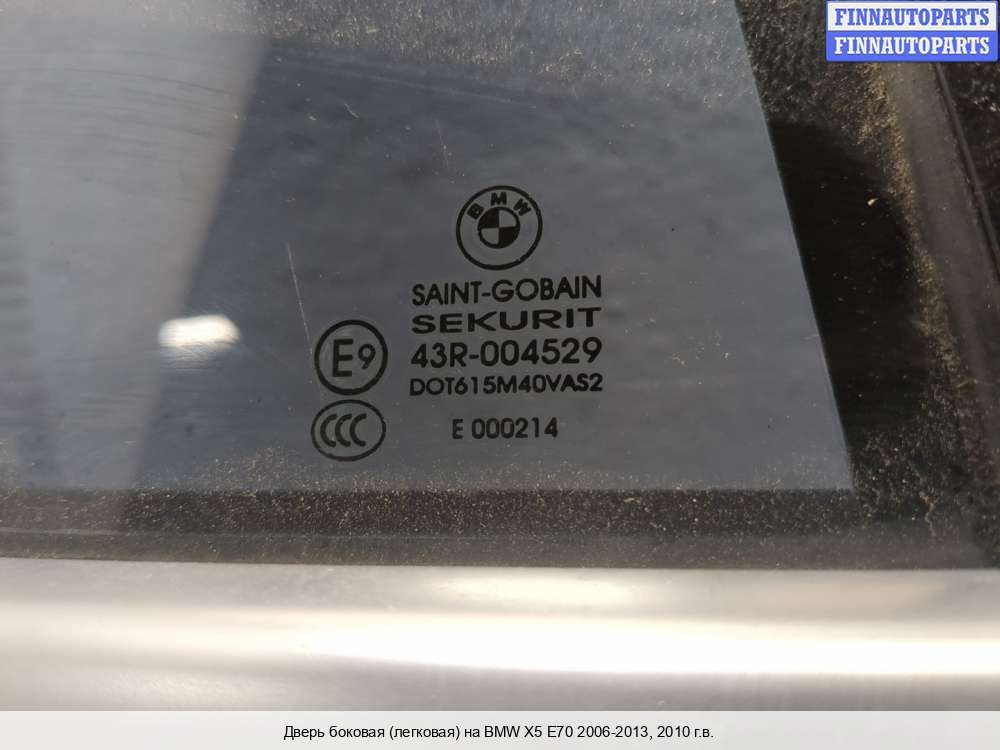 FINNAUTOPARTS
FINNAUTOPARTS
BMW
SAINT-GOBAIN
SEKURIT
E9
43R-004529
DOT615M40VAS2
CCC
E 000214
Дверь боковая (легковая) на BMW X5 E70 2006-2013, 2010 г.в.